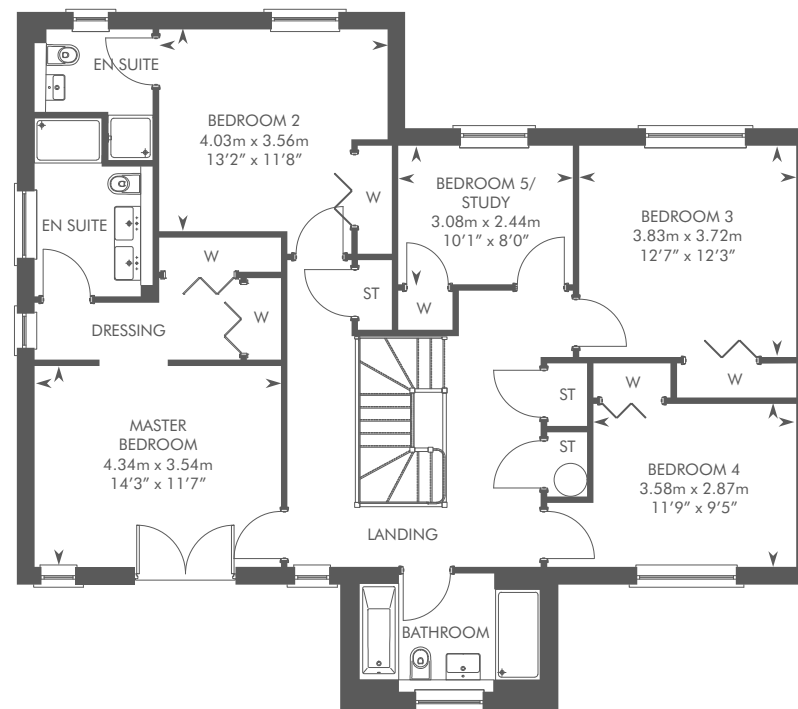 EN SUITE
BEDROOM 2
4.03m x 3.56m
13’2” x 11’8”
W
BEDROOM 5/
STUDY
3.08m x 2.44m
10’1” x 8’0”
BEDROOM 3
3.83m x 3.72m
12’7” x 12’3”
EN SUITE
W
ST
W
W
DRESSING
W
W
ST
MASTER
BEDROOM
4.34m x 3.54m
14’3” x 11’7”
ST
BEDROOM 4
3.58m x 2.87m
11’9” x 9’5”
LANDING
BATHROOM